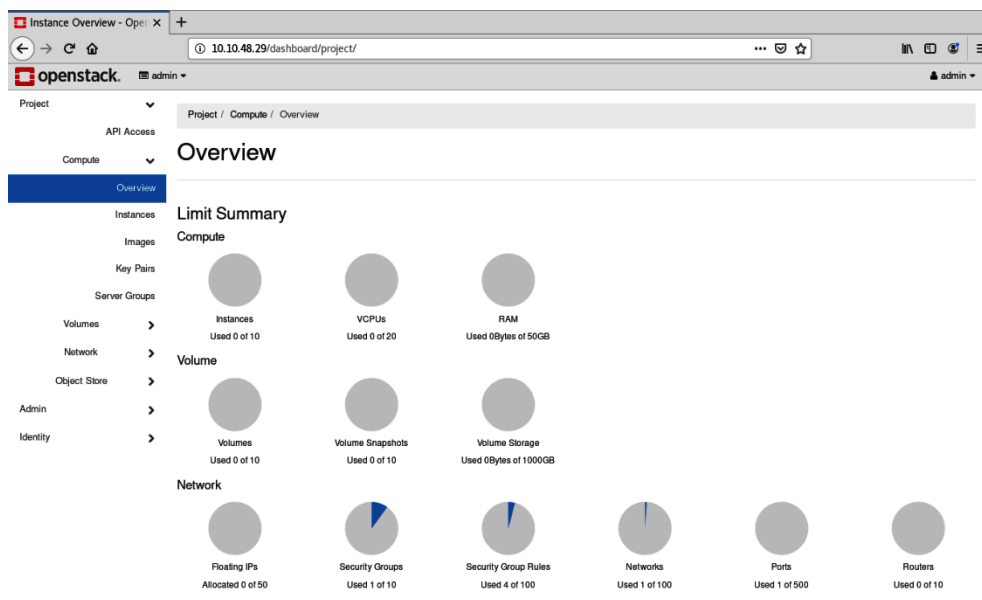 Instance Overview - Oper
10.10.48.29/dashboard/project/
openstack. admin admin
Project
API Access
Compute
Overview
Instances
Images
Key Pairs
Server Groups
Volumes
Network
Object Store
Admin
Identity
Project / Compute / Overview
Overview
Limit Summary
Compute
Instances VCPUs RAM
Used 0 of 10 Used 0 of 20 Used 0Bytes of 50GB
Volume
Volumes Volume Snapshots Volume Storage
Used 0 of 10 Used 0 of 10 Used 0Bytes of 1000GB
Network
Floating IPs Security Groups Security Group Rules Networks Ports Routers
Allocated 0 of 50 Used 1 of 10 Used 4 of 100 Used 1 of 100 Used 1 of 500 Used 0 of 10